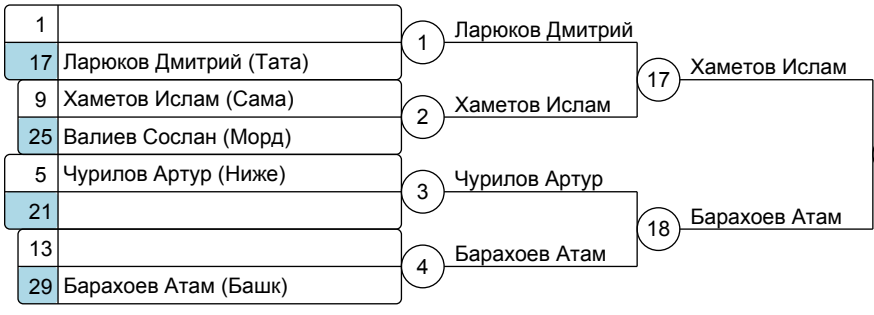 1
17 Ларюков Дмитрий (Тата)
9 Хаметов Ислам (Сама)
25 Валиев Сослан (Морд)
5 Чурилов Артур (Ниже)
21
13
29 Барахоев Атам (Башк)
1 Ларюков Дмитрий
2 Хаметов Ислам
3 Чурилов Артур
4 Барахоев Атам
17 Хаметов Ислам
18 Барахоев Атам